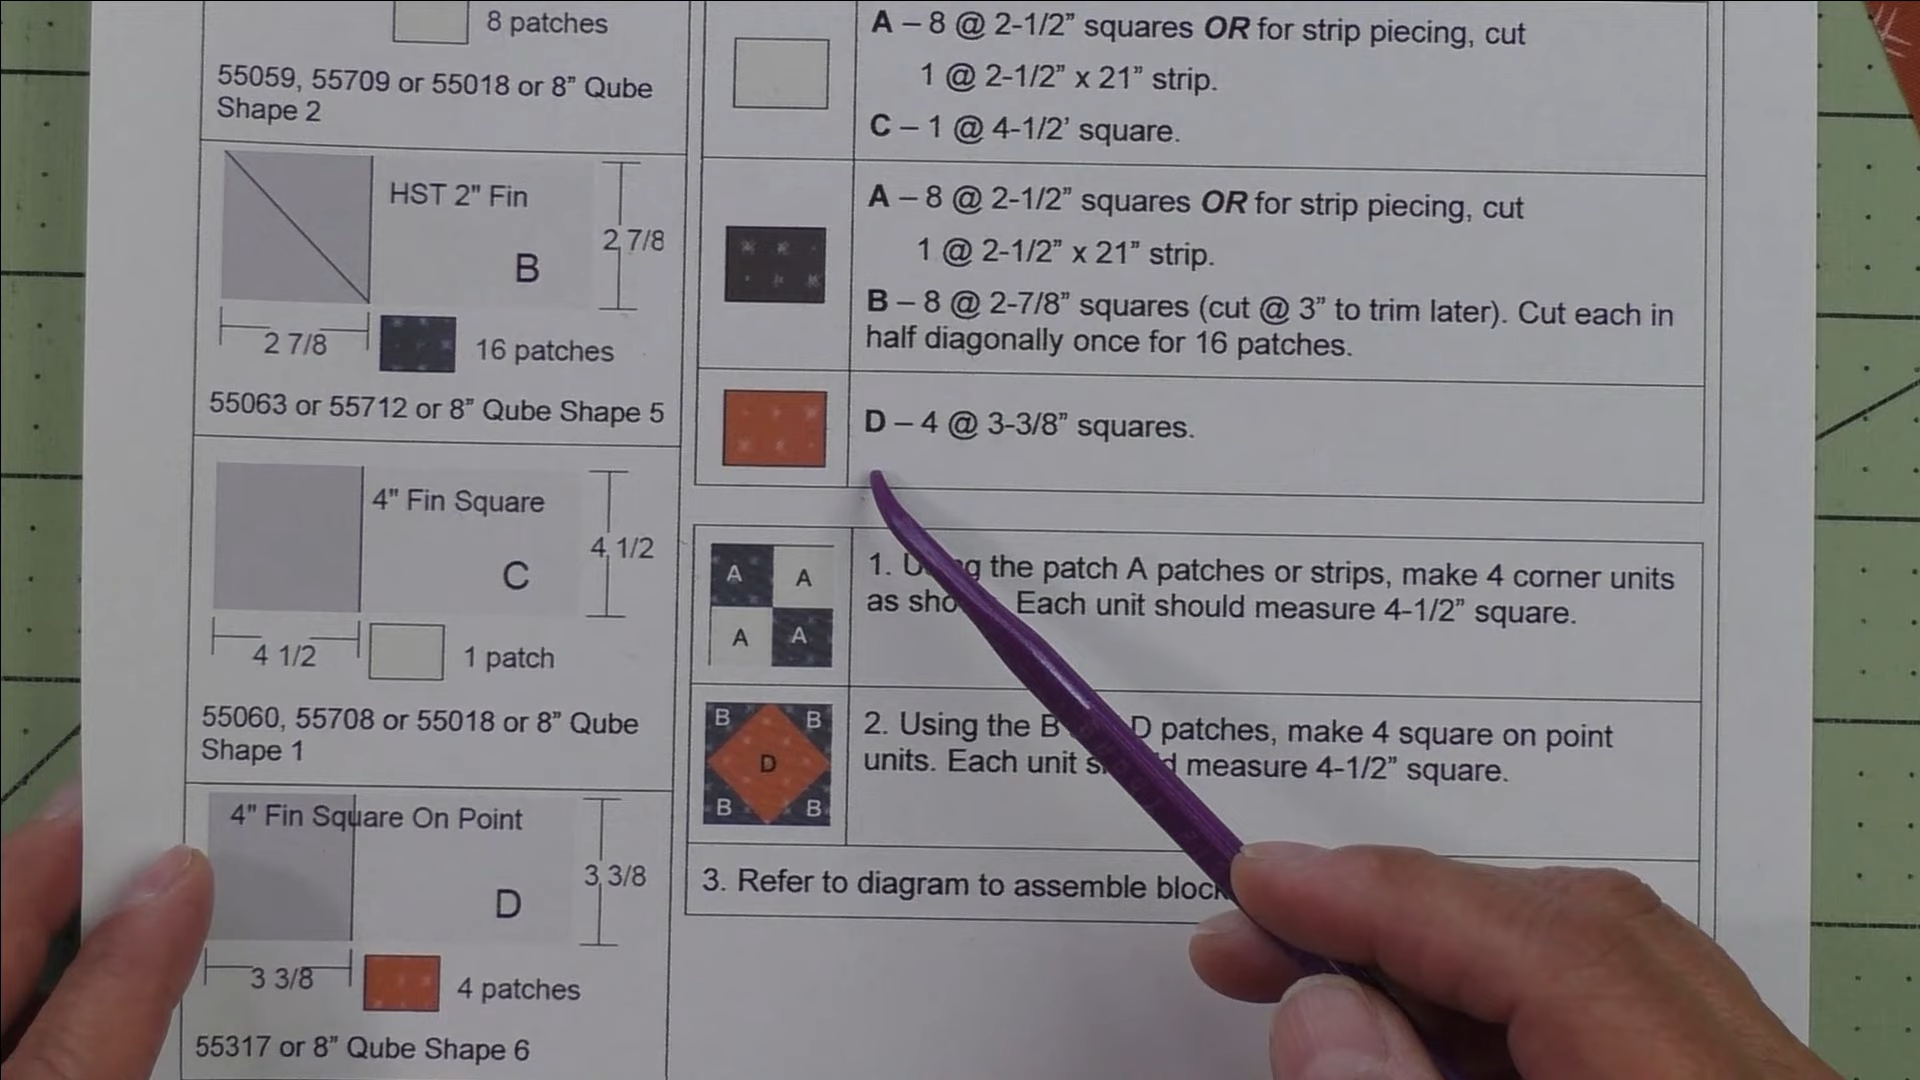 8 patches
55059, 55709 or 55018 or 8” Qube
Shape 2
HST 2" Fin
B
2 7/8
2 7/8
16 patches
55063 or 55712 or 8” Qube Shape 5
4" Fin Square
C
4 1/2
4 1/2
1 patch
55060, 55708 or 55018 or 8” Qube
Shape 1
4" Fin Square On Point
D
3 3/8
3 3/8
4 patches
55317 or 8” Qube Shape 6
A – 8 @ 2-1/2” squares OR for strip piecing, cut
1 @ 2-1/2” x 21” strip.
C – 1 @ 4-1/2’ square.
A – 8 @ 2-1/2” squares OR for strip piecing, cut
1 @ 2-1/2” x 21” strip.
B – 8 @ 2-7/8” squares (cut @ 3” to trim later). Cut each in
half diagonally once for 16 patches.
D – 4 @ 3-3/8” squares.
A A
A A
1. the patch A patches or strips, make 4 corner units
as Each unit should measure 4-1/2” square.
B B
D
B B
2. Using the B D patches, make 4 square on point
units. Each unit measure 4-1/2” square.
3. Refer to diagram to assemble block